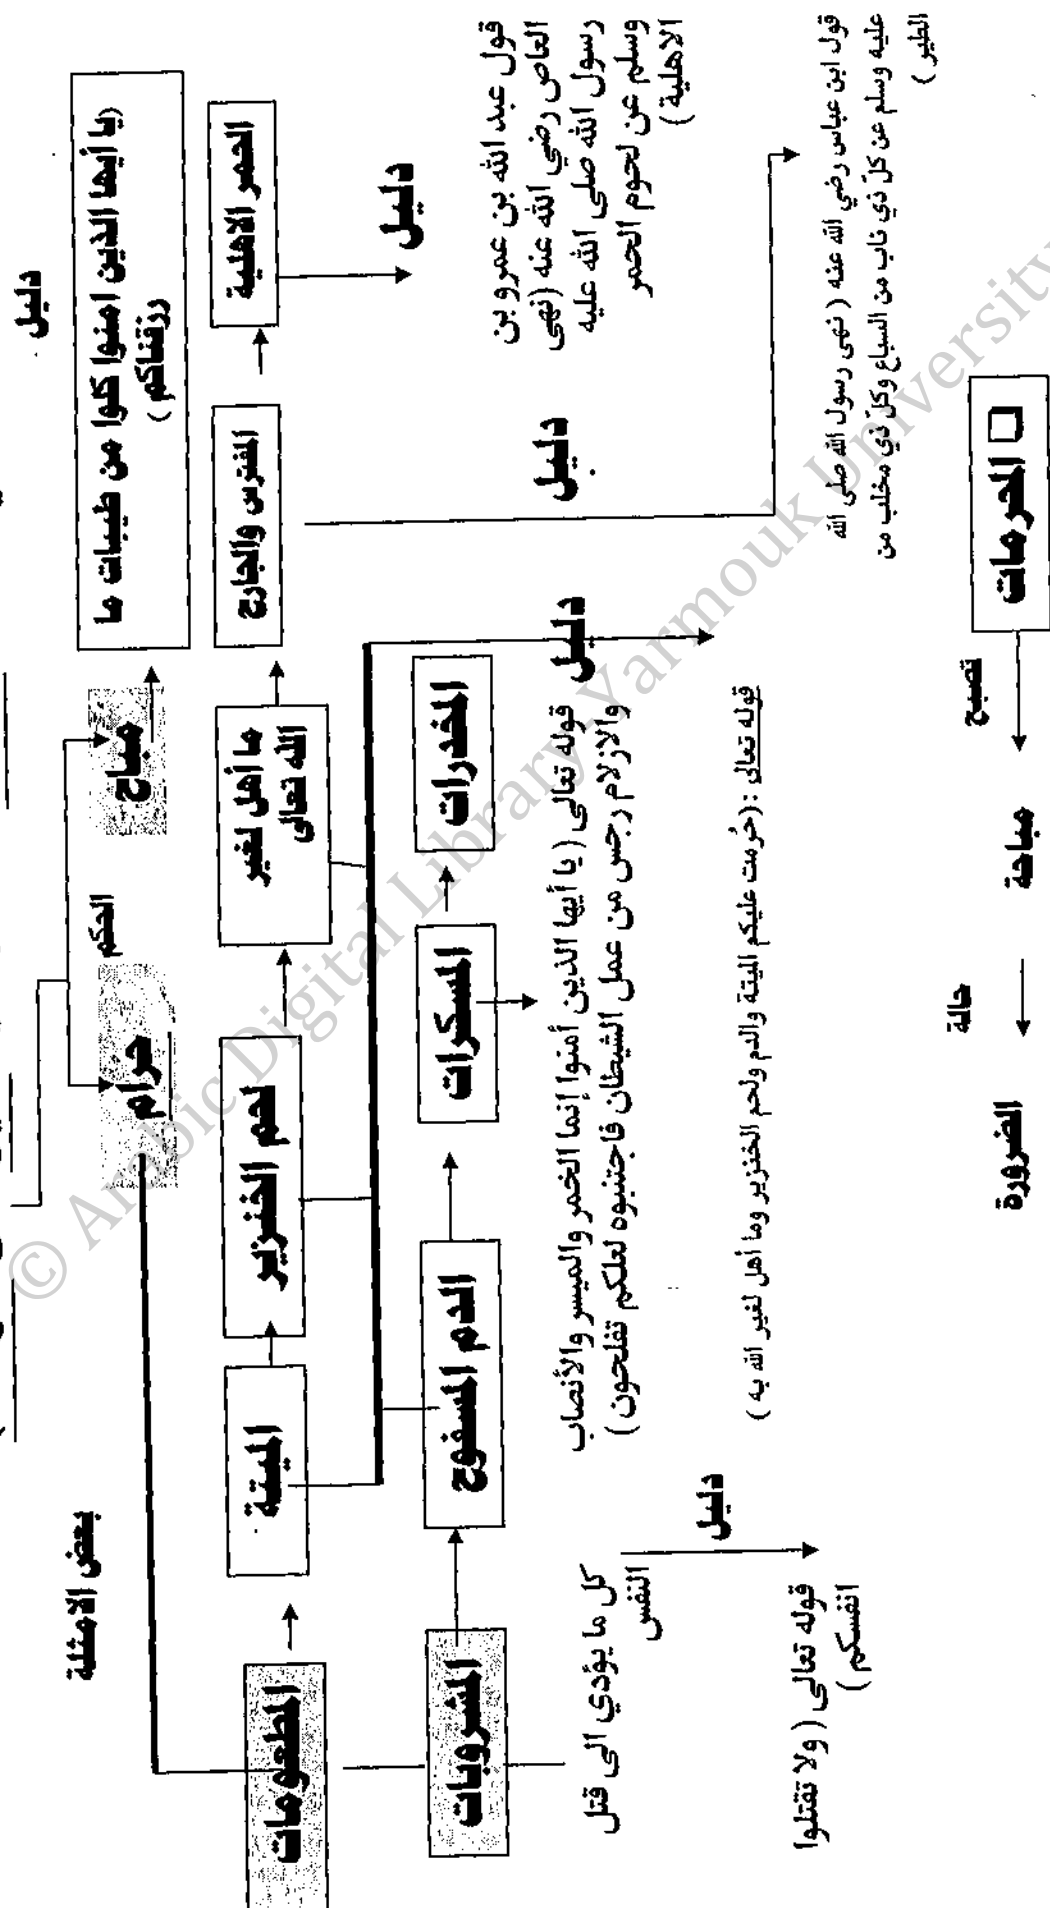 الحكم
حرام
مباح
دليل
(يا أيها الذين امنوا كلوا من طيبات ما
رزقناكم )
بعض الامثلة
المطعومات
الميتة
لحم الخنزير
ما أهل لغير
الله تعالى
المفترس والجارح
الحمر الاهلية
دليل
قول عبد الله بن عمرو بن
العاص رضي الله عنه (نهى
رسول الله صلى الله عليه
وسلم عن لحوم الحمر
الاهلية )
المشروبات
الدم المسفوح
المسكرات
المخدرات
دليل
دليل
قول ابن عباس رضي الله عنه ( نهى رسول الله صلى الله
عليه وسلم عن كل ذي ناب من السباع وكل ذي مخلب من
الطير )
قوله تعالى ( يا أيها الذين أمنوا إنما الخمر والميسر والأنصاب
والازلام رجس من عمل الشيطان فاجتنبوه لعلكم تفلحون )
كل ما يؤدي الى قتل
النفس
دليل
قوله تعالى ( ولا تقتلوا
انفسكم )
قوله تعالى : (حُرمت عليكم الميتة والدم ولحم الخنزير وما أهل لغير الله به )
المحرمات
تصبح
مباحة
حالة
الضرورة
© Arabic Digital Library-Yarmouk University